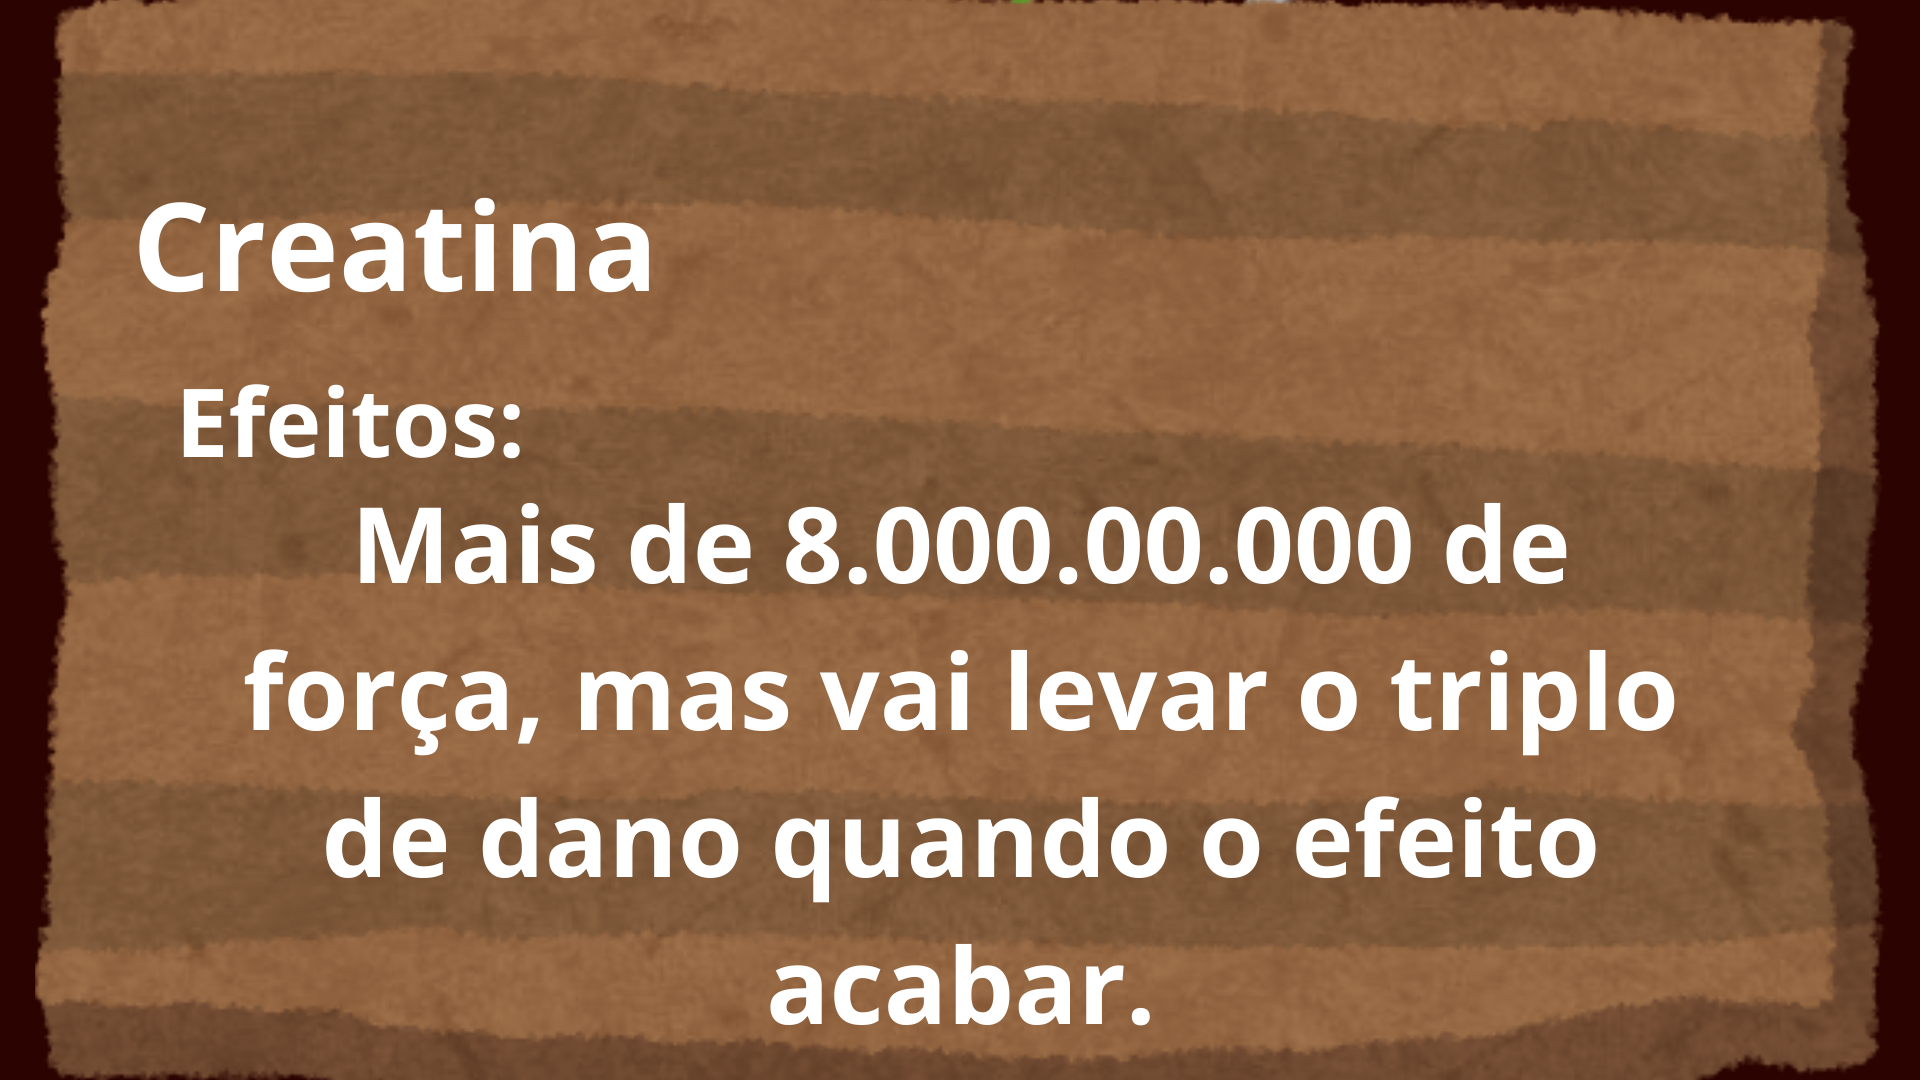 Creatina
Efeitos:
Mais de 8.000.00.000 de
força, mas vai levar o triplo
de dano quando o efeito
acabar.